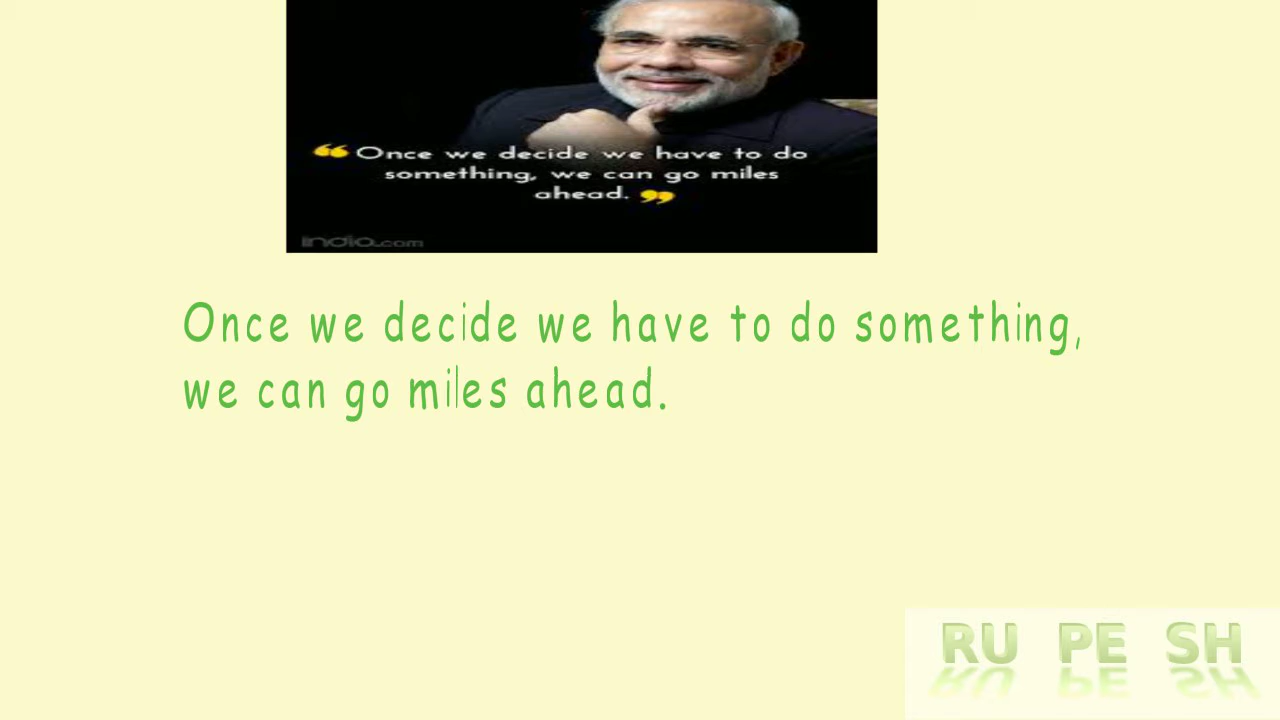 ❝ Once we decide we have to do
something, we can go miles
ahead. ❞
india.com
Once we decide we have to do something,
we can go miles ahead.
RU PE SH